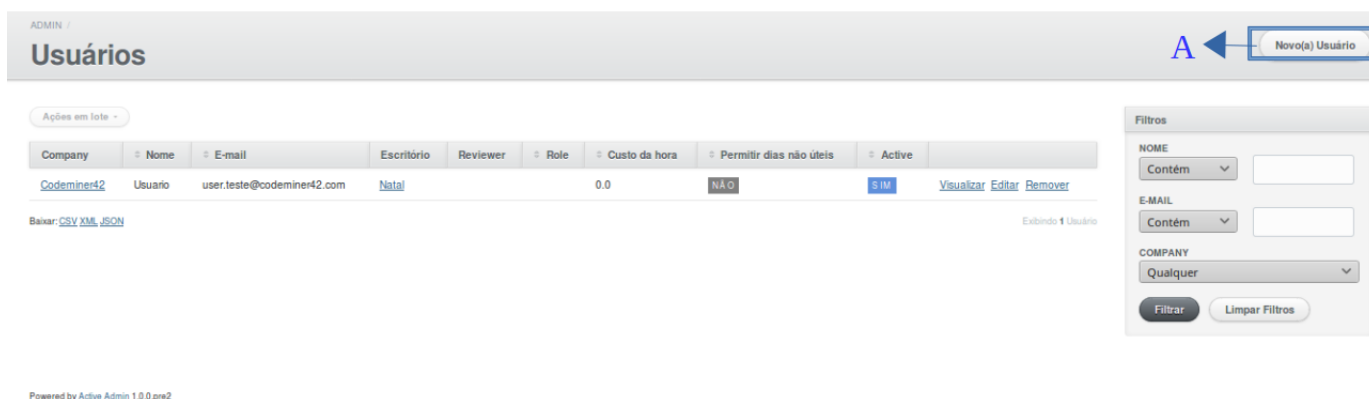 ADMIN /
Usuários
A
Novo(a) Usuário
Ações em lote
Company Nome E-mail Escritório Reviewer Role Custo da hora Permitir dias não úteis Active
Codeminer42 Usuario user.teste@codeminer42.com Natal 0.0 NÃO SIM Visualizar Editar Remover
Baixar: CSV XML JSON
Exibindo 1 Usuário
Filtros
NOME
Contém
E-MAIL
Contém
COMPANY
Qualquer
Filtrar Limpar Filtros
Powered by Active Admin 1.0.0.pre2